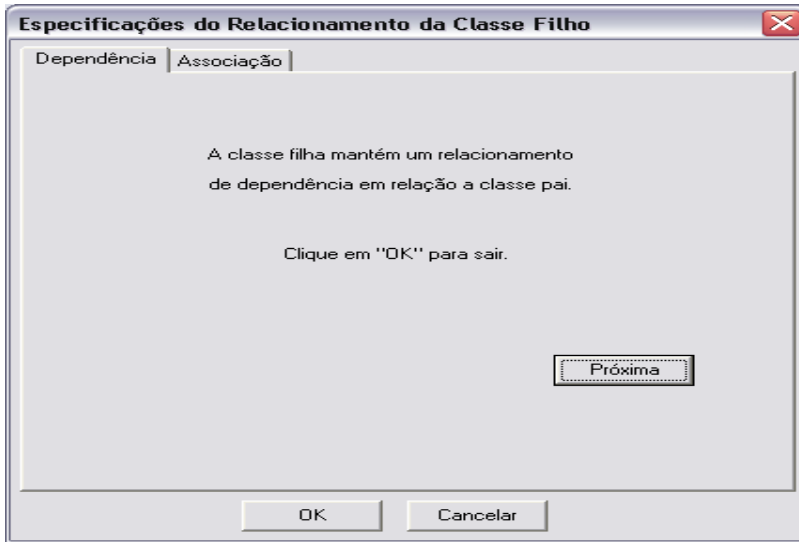 Especificações do Relacionamento da Classe Filho
Dependência
Associação
A classe filha mantém um relacionamento
de dependência em relação a classe pai.
Clique em "OK" para sair.
Próxima
OK
Cancelar